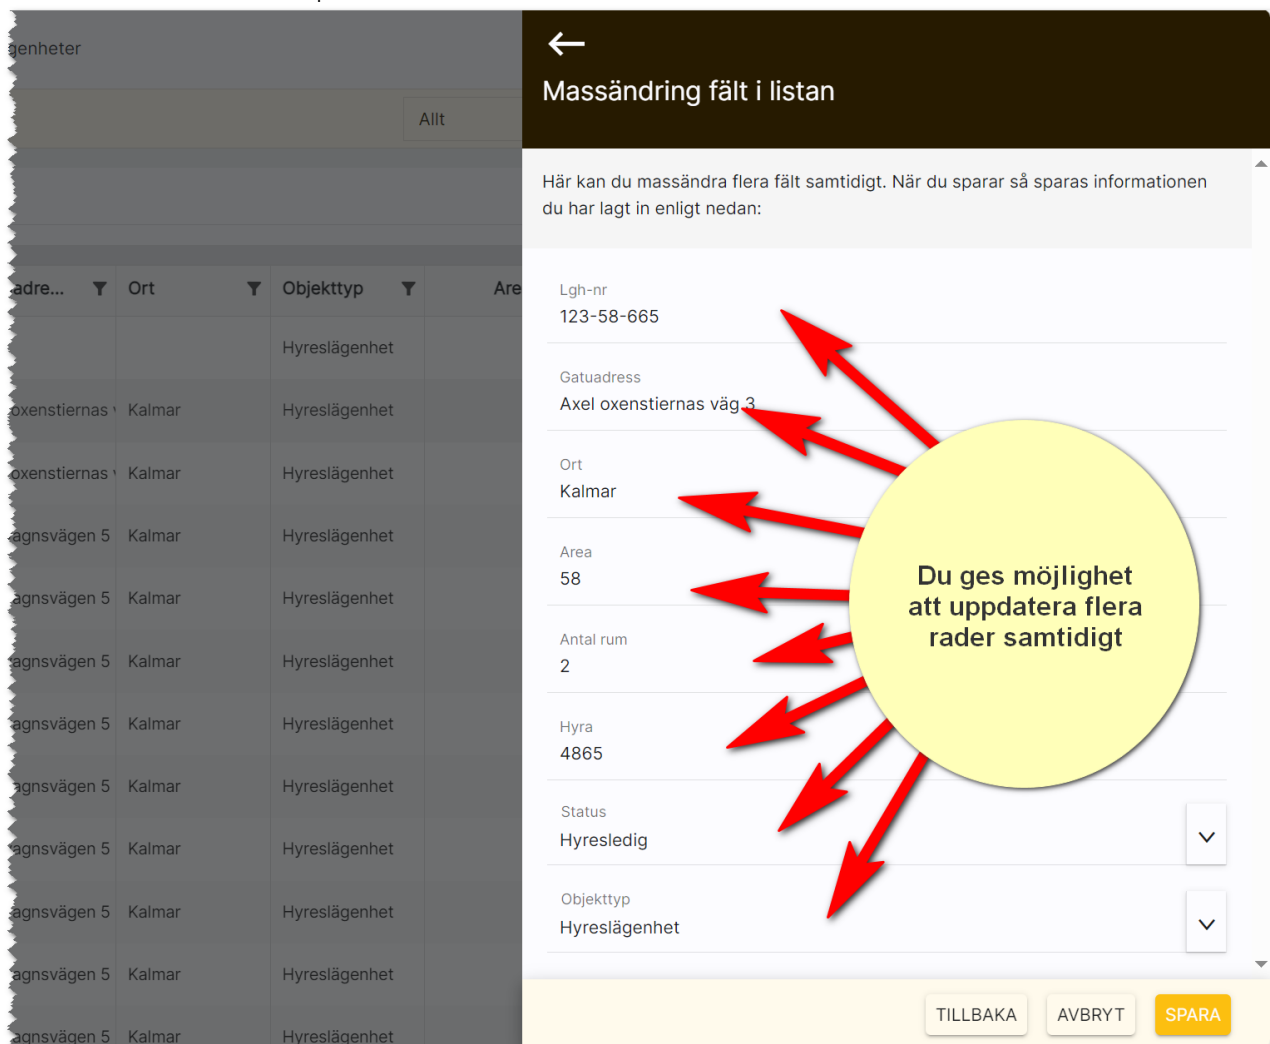 genheter
Allt
adre...
Ort
Objekttyp
Are
Hyreslägenhet
oxenstiernas
Kalmar
Hyreslägenhet
oxenstiernas
Kalmar
Hyreslägenhet
agnsvägen 5
Kalmar
Hyreslägenhet
agnsvägen 5
Kalmar
Hyreslägenhet
agnsvägen 5
Kalmar
Hyreslägenhet
agnsvägen 5
Kalmar
Hyreslägenhet
agnsvägen 5
Kalmar
Hyreslägenhet
agnsvägen 5
Kalmar
Hyreslägenhet
agnsvägen 5
Kalmar
Hyreslägenhet
agnsvägen 5
Kalmar
Hyreslägenhet
agnsvägen 5
Kalmar
Hyreslägenhet
Massändring fält i listan
Här kan du massändra flera fält samtidigt. När du sparar så sparas informationen
du har lagt in enligt nedan:
Lgh-nr
123-58-665
Gatuadress
Axel oxenstiernas väg 3
Ort
Kalmar
Area
58
Antal rum
2
Hyra
4865
Status
Hyresledig
Objekttyp
Hyreslägenhet
Du ges möjlighet
att uppdatera flera
rader samtidigt
TILLBAKA
AVBRYT
SPARA